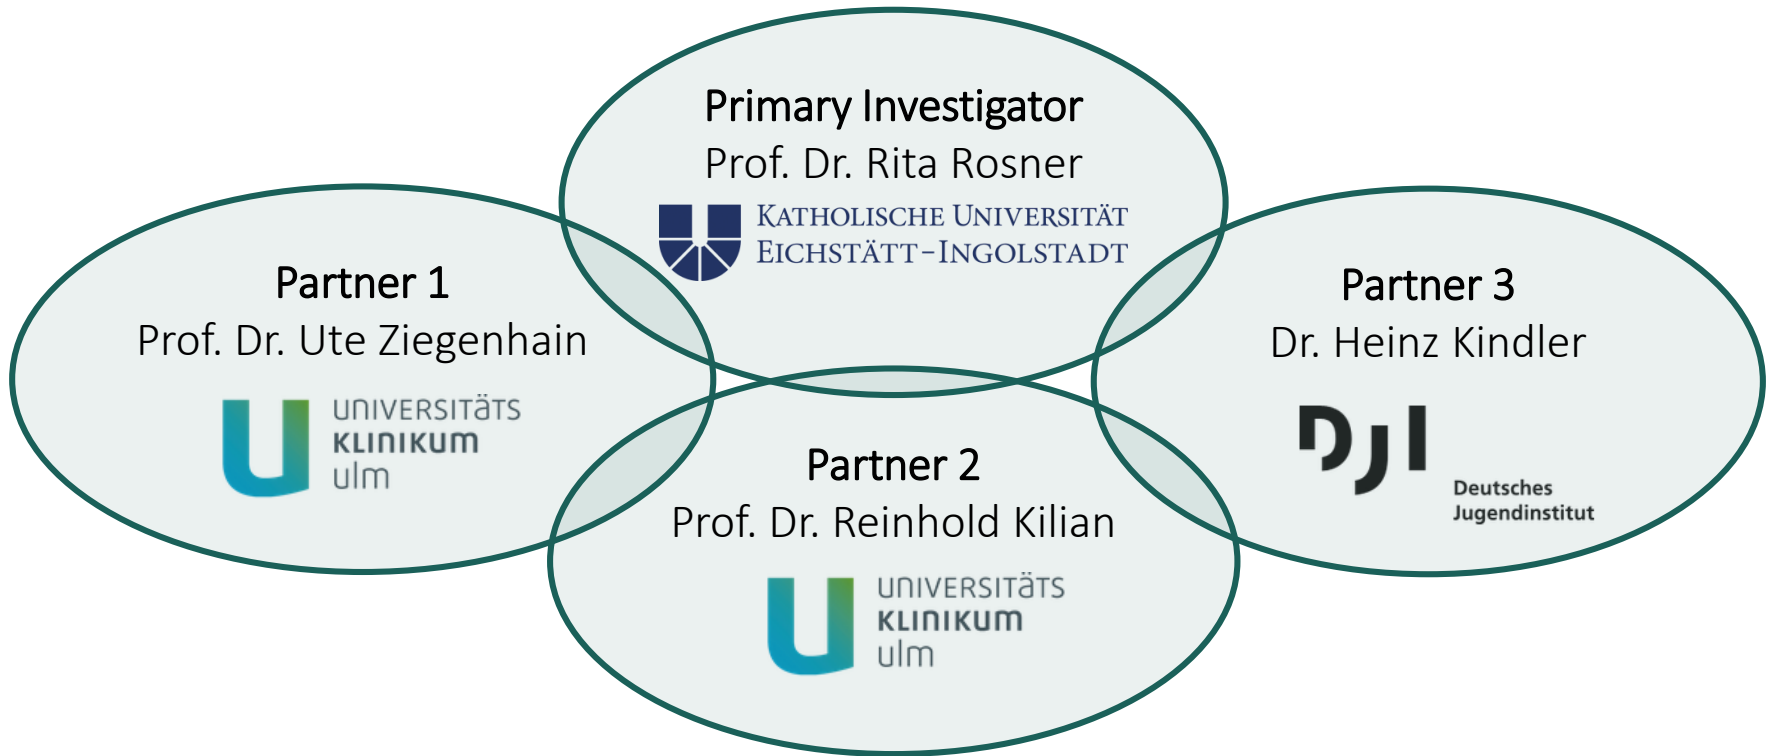 Primary Investigator
Prof. Dr. Rita Rosner
KATHOLISCHE UNIVERSITÄT
EICHSTÄTT-INGOLSTADT
Partner 1
Prof. Dr. Ute Ziegenhain
UNIVERSITÄTS
KLINIKUM
ulm
Partner 2
Prof. Dr. Reinhold Kilian
UNIVERSITÄTS
KLINIKUM
ulm
Partner 3
Dr. Heinz Kindler
DJI
Deutsches
Jugendinstitut